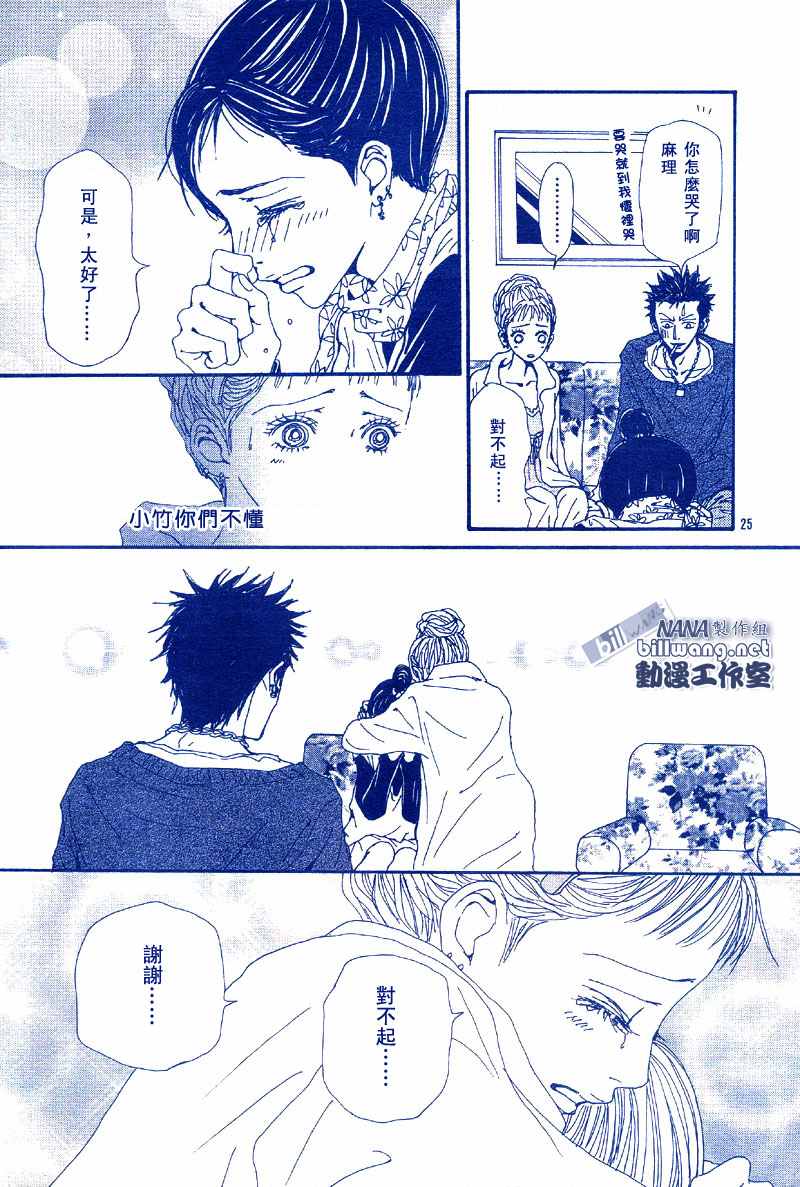 你怎麼哭了啊
麻理
要哭就到我懷裡哭
………
對不起……
25
可是，太好了……
小竹你們不懂
bill wang
NANA製作組
billwang.net
動漫工作室
對不起……
謝謝……